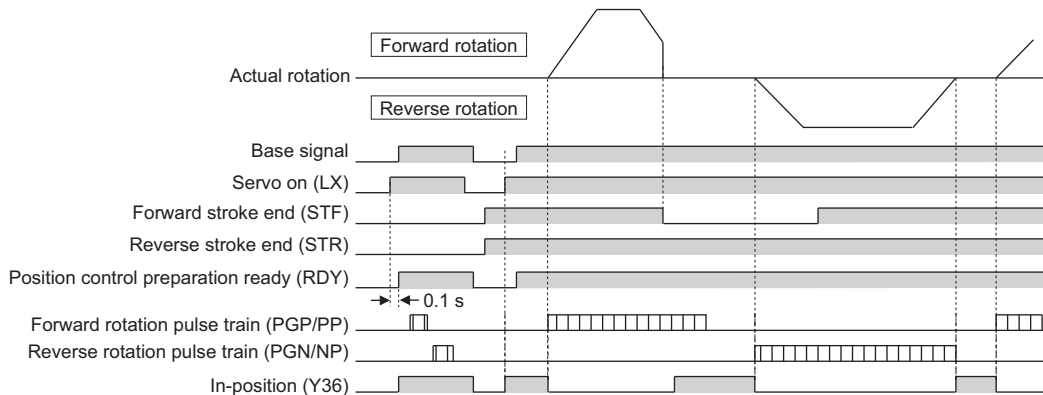 Forward rotation
Actual rotation
Reverse rotation
Base signal
Servo on (LX)
Forward stroke end (STF)
Reverse stroke end (STR)
Position control preparation ready (RDY)
0.1 s
Forward rotation pulse train (PGP/PP)
Reverse rotation pulse train (PGN/NP)
In-position (Y36)